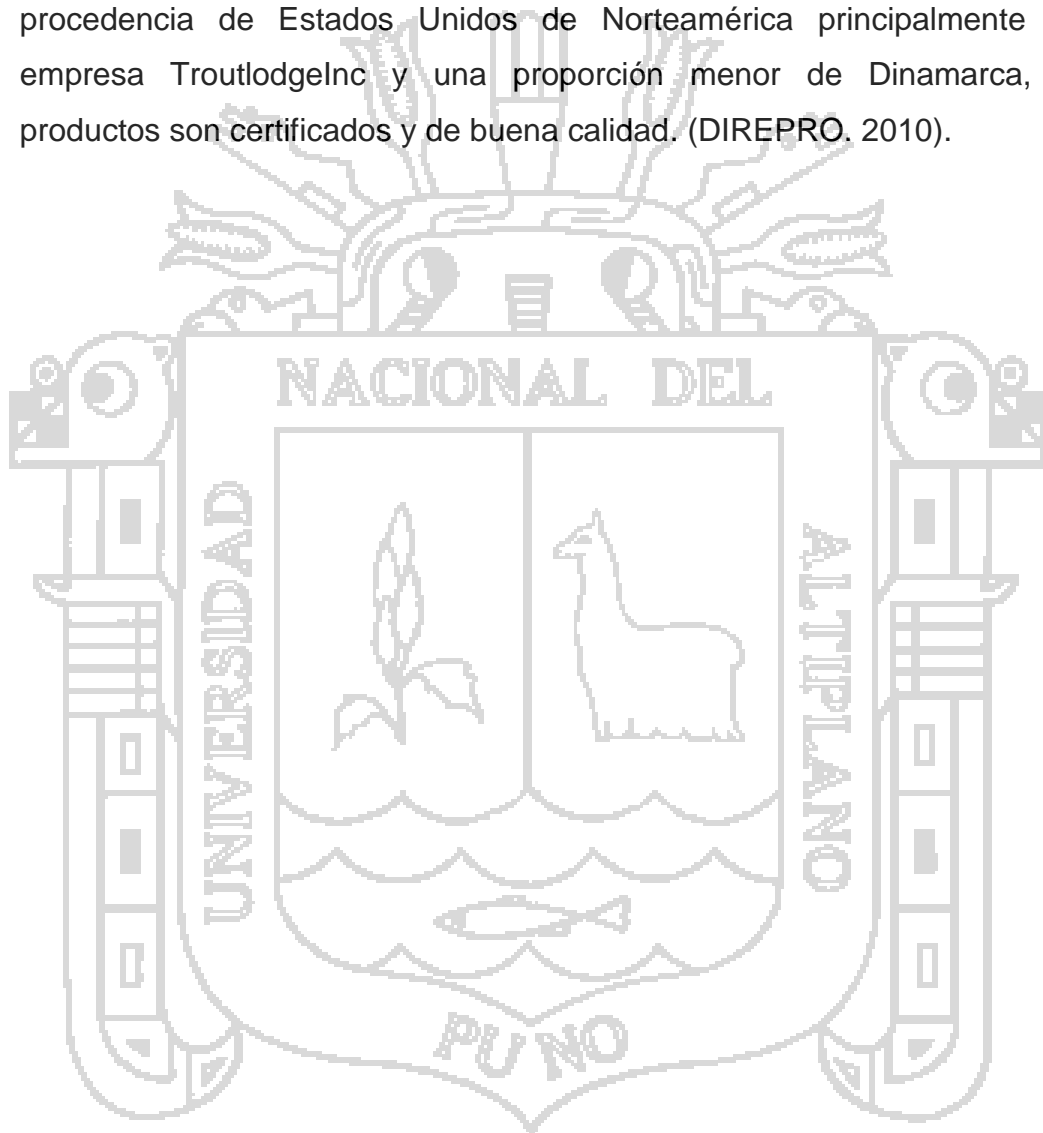 procedencia de Estados Unidos de Norteamérica principalmente
empresa TroutlodgeInc y una proporción menor de Dinamarca,
productos son certificados y de buena calidad. (DIREPRO. 2010).
NACIONAL DEL
UNIVERSIDAD
ALTIPLANO
PUNO